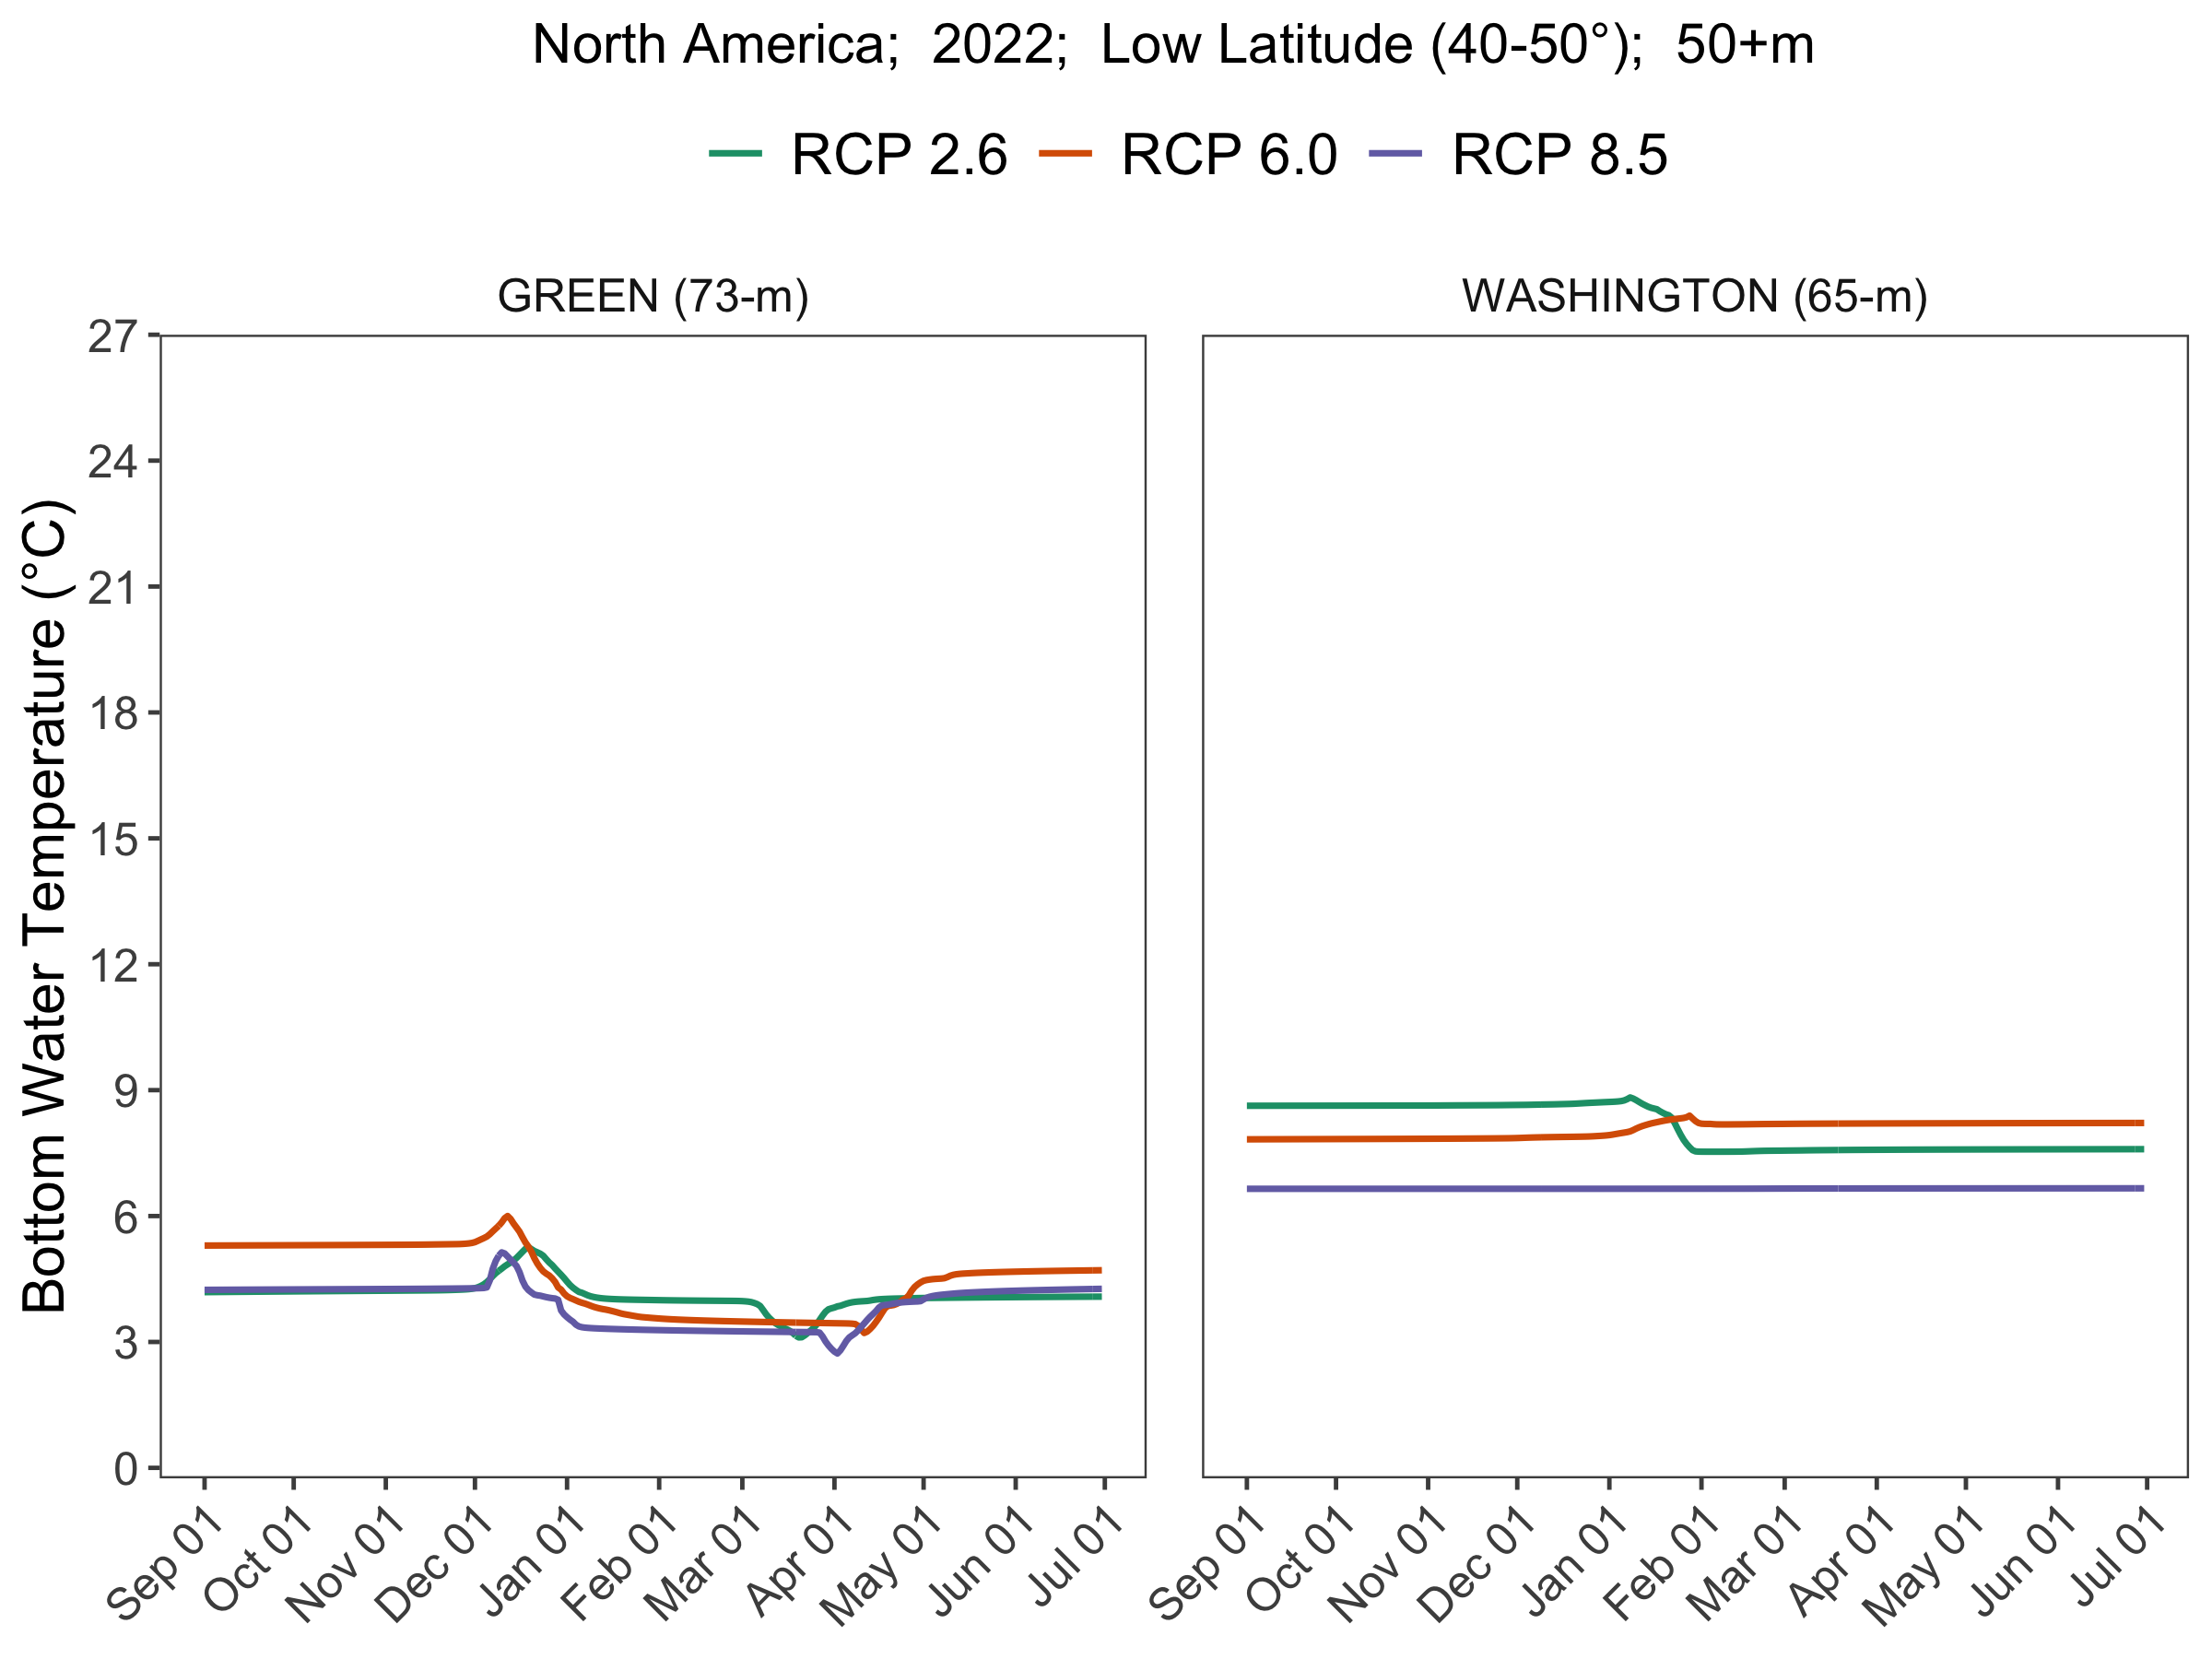 North America;  2022;  Low Latitude (40-50°);  50+m
RCP 2.6 RCP 6.0 RCP 8.5
GREEN (73-m) WASHINGTON (65-m)
Bottom Water Temperature (°C)
27
24
21
18
15
12
9
6
3
0
Sep 01 Oct 01 Nov 01 Dec 01 Jan 01 Feb 01 Mar 01 Apr 01 May 01 Jun 01 Jul 01 Sep 01 Oct 01 Nov 01 Dec 01 Jan 01 Feb 01 Mar 01 Apr 01 May 01 Jun 01 Jul 01